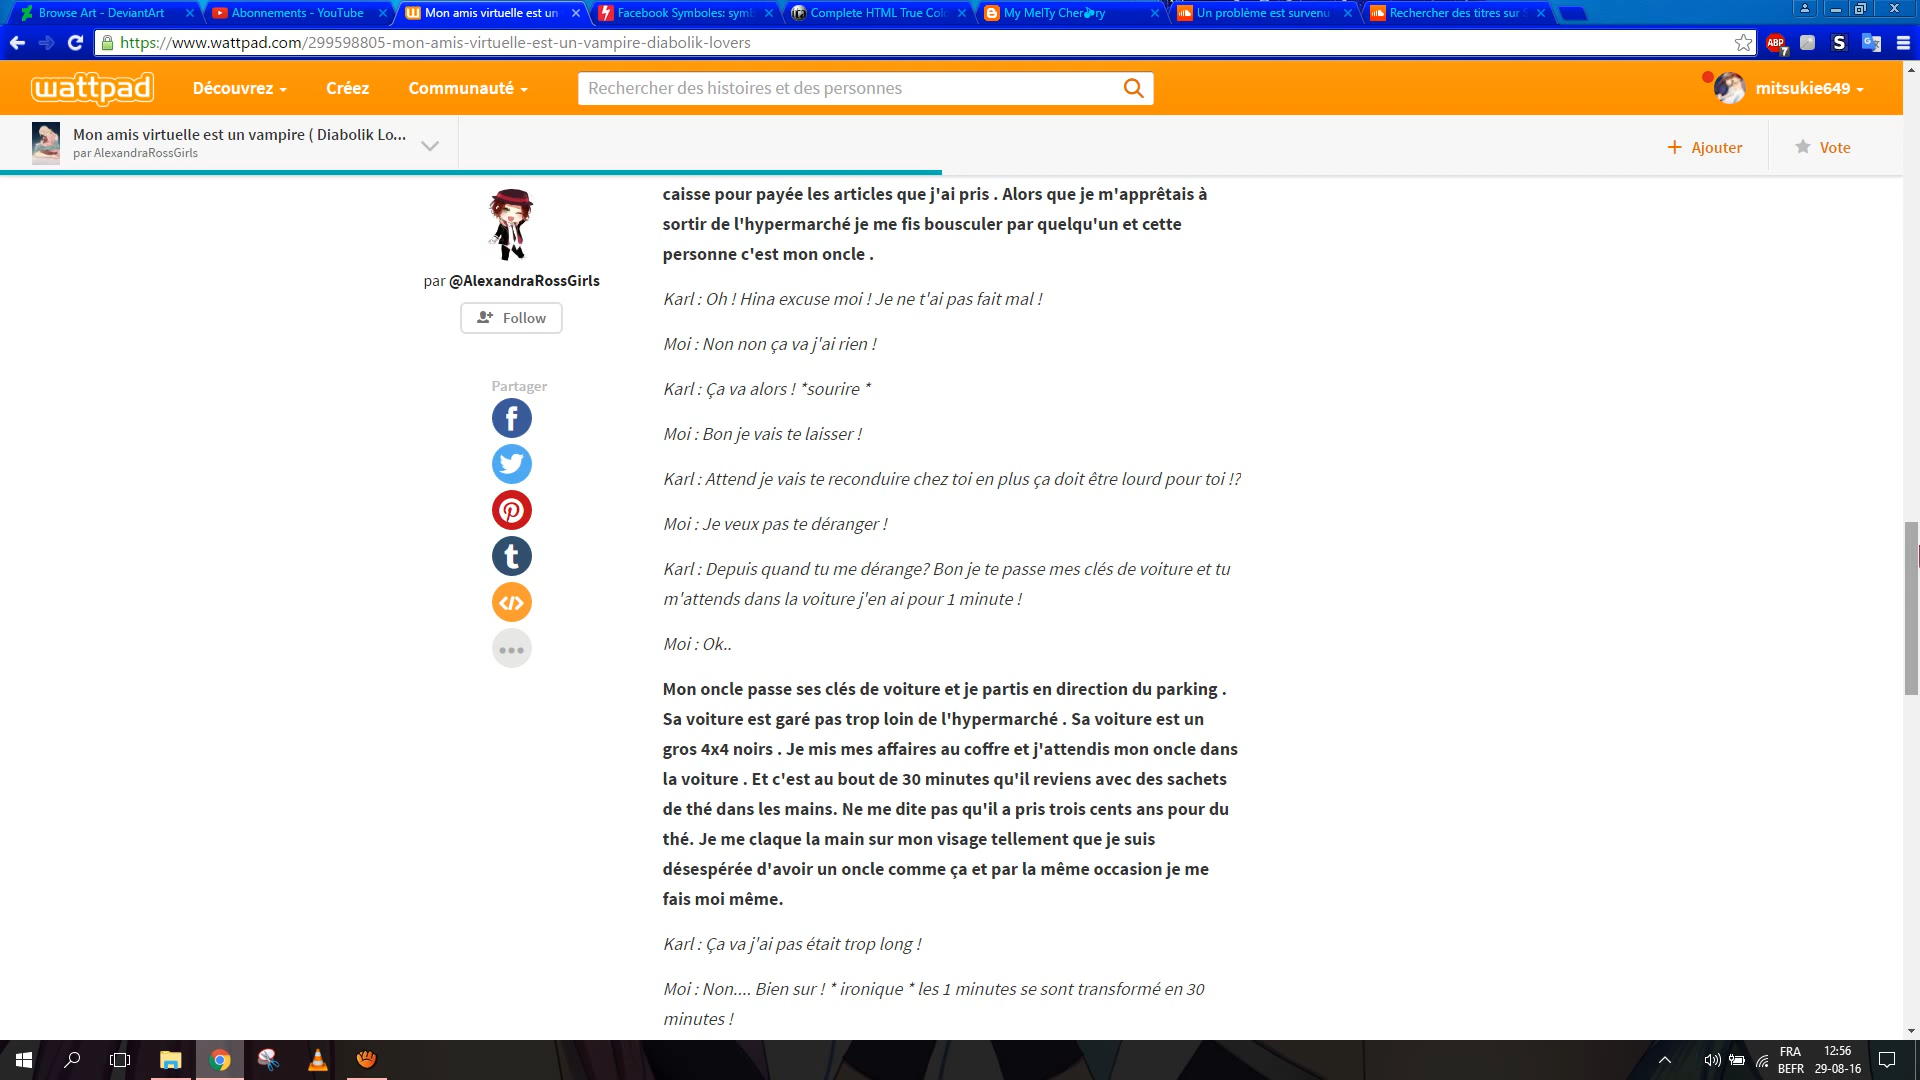 Browse Art - DeviantArt
Abonnements - YouTube
Mon amis virtuelle est un
Facebook Symboles: sym
Complete HTML True Col
My MelTy Cher
ry
Un problème est survenu
Rechercher des titres sur
https://www.wattpad.com/299598805-mon-amis-virtuelle-est-un-vampire-diabolik-lovers
ABP 7
S
wattpad
Découvrez
Créez
Communauté
Rechercher des histoires et des personnes
mitsukie649
Mon amis virtuelle est un vampire ( Diabolik Lo...
par AlexandraRossGirls
+ Ajouter
Vote
par @AlexandraRossGirls
Follow
Partager
caisse pour payée les articles que j'ai pris . Alors que je m'apprêtais à
sortir de l'hypermarché je me fis bousculer par quelqu'un et cette
personne c'est mon oncle .
Karl : Oh ! Hina excuse moi ! Je ne t'ai pas fait mal !
Moi : Non non ça va j'ai rien !
Karl : Ça va alors ! *sourire *
Moi : Bon je vais te laisser !
Karl : Attend je vais te reconduire chez toi en plus ça doit être lourd pour toi !?
Moi : Je veux pas te déranger !
Karl : Depuis quand tu me dérange? Bon je te passe mes clés de voiture et tu
m'attends dans la voiture j'en ai pour 1 minute !
Moi : Ok..
Mon oncle passe ses clés de voiture et je partis en direction du parking .
Sa voiture est garé pas trop loin de l'hypermarché . Sa voiture est un
gros 4x4 noirs . Je mis mes affaires au coffre et j'attendis mon oncle dans
la voiture . Et c'est au bout de 30 minutes qu'il reviens avec des sachets
de thé dans les mains. Ne me dite pas qu'il a pris trois cents ans pour du
thé. Je me claque la main sur mon visage tellement que je suis
désespérée d'avoir un oncle comme ça et par la même occasion je me
fais moi même.
Karl : Ça va j'ai pas était trop long !
Moi : Non.... Bien sur ! * ironique * les 1 minutes se sont transformé en 30
minutes !
FRA
BEFR
12:56
29-08-16